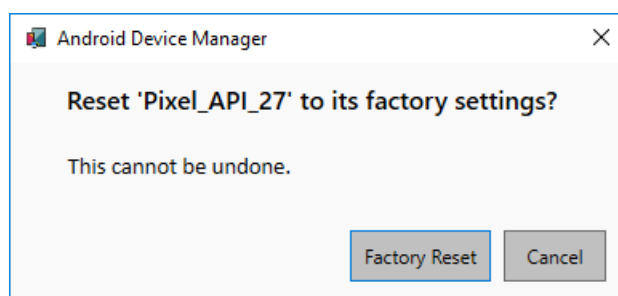 Android Device Manager
Reset 'Pixel_API_27' to its factory settings?
This cannot be undone.
Factory Reset
Cancel